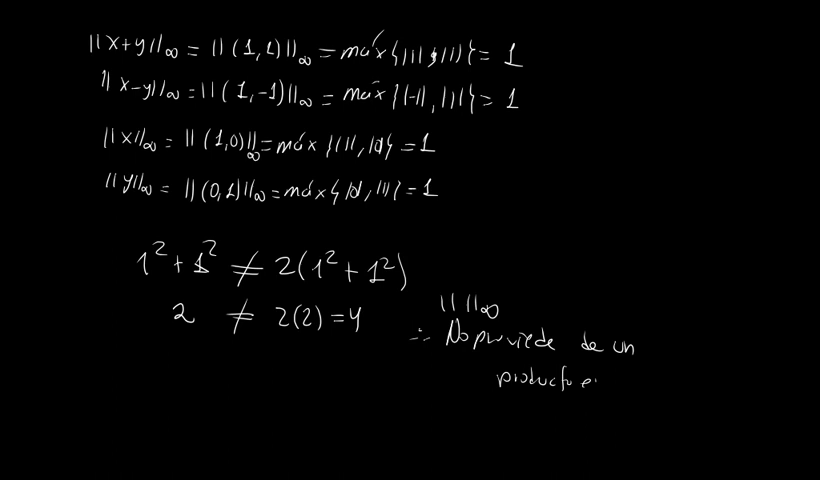 ||x+y||∞ = ||(1,1)||∞ = máx{|1|,|1|} = 1
||x-y||∞ = ||(1,-1)||∞ = máx{|-1|,|1|} = 1
||x||∞ = ||(1,0)||∞ = máx{|1|,|0|} = 1
||y||∞ = ||(0,1)||∞ = máx{|0|,|1|} = 1
1² + 1² ≠ 2(1² + 1²)
2 ≠ 2(2) = 4
|| ||∞
∴ No proviede de un
producto e